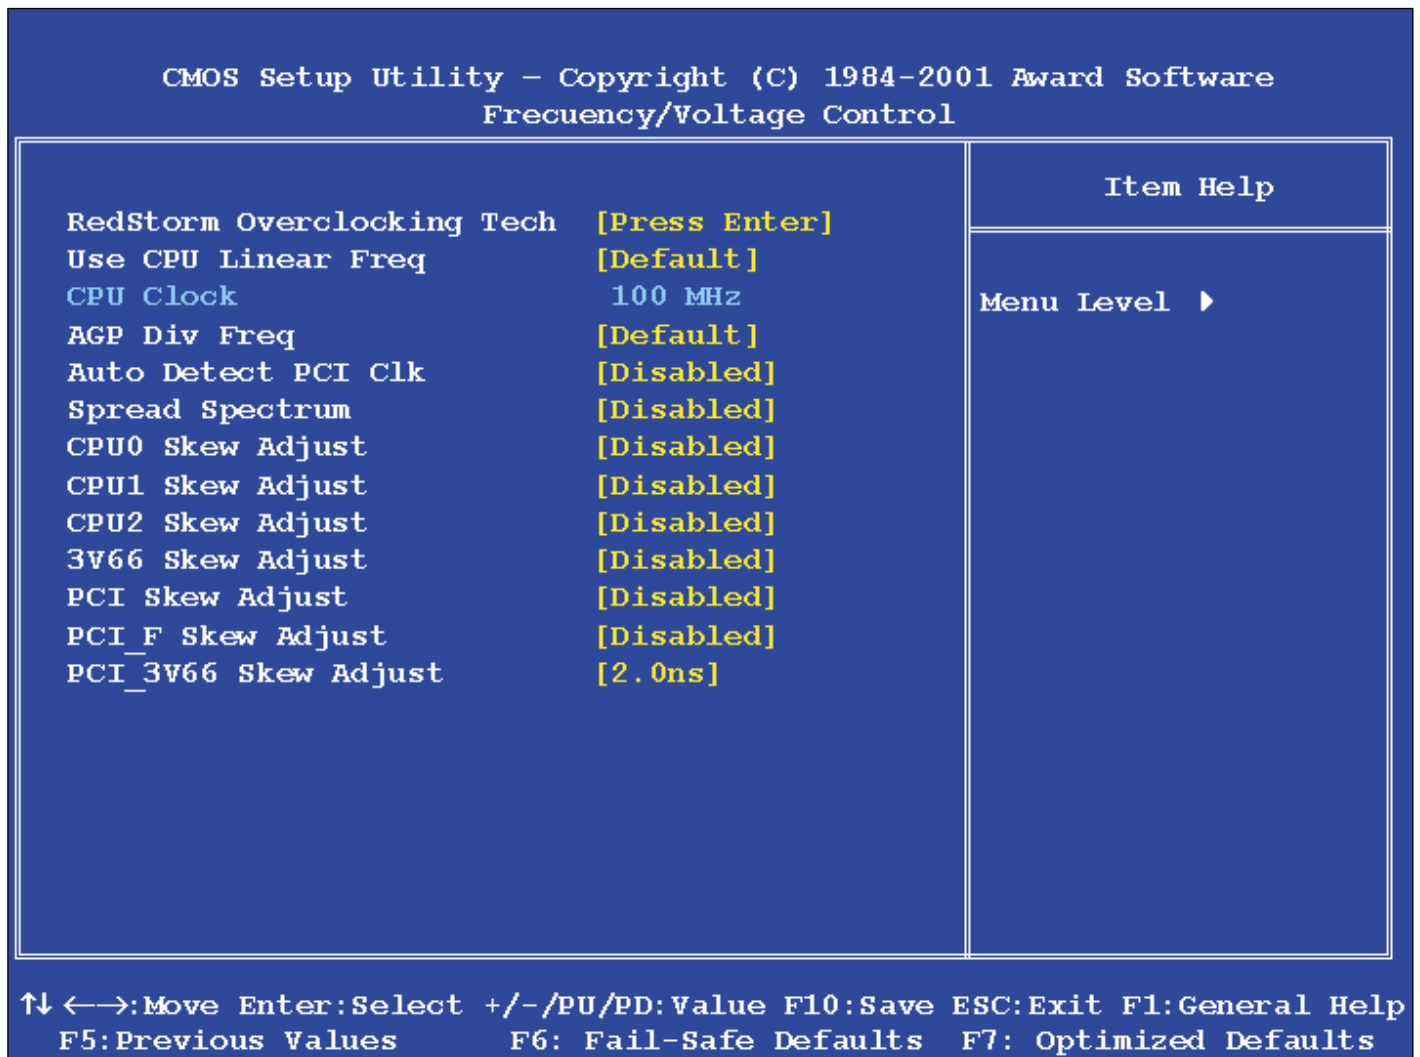 CMOS Setup Utility – Copyright (C) 1984-2001 Award Software
Frecuency/Voltage Control
Item Help
RedStorm Overclocking Tech [Press Enter]
Use CPU Linear Freq [Default]
CPU Clock 100 MHz
Menu Level ▶
AGP Div Freq [Default]
Auto Detect PCI Clk [Disabled]
Spread Spectrum [Disabled]
CPU0 Skew Adjust [Disabled]
CPU1 Skew Adjust [Disabled]
CPU2 Skew Adjust [Disabled]
3V66 Skew Adjust [Disabled]
PCI Skew Adjust [Disabled]
PCI_F Skew Adjust [Disabled]
PCI_3V66 Skew Adjust [2.0ns]
↑↓ ←→:Move Enter:Select +/-/PU/PD:Value F10:Save ESC:Exit F1:General Help
F5:Previous Values F6: Fail-Safe Defaults F7: Optimized Defaults